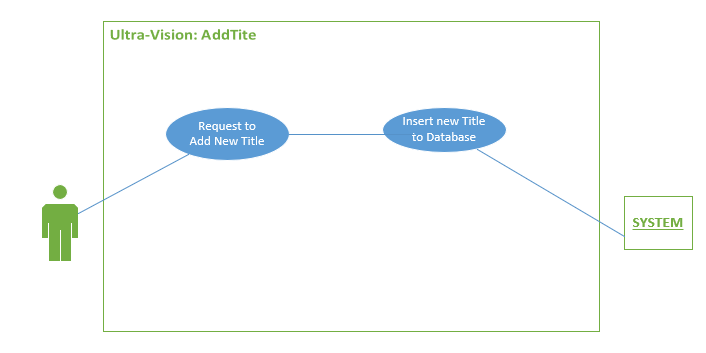 Ultra-Vision: AddTite
Request to
Add New Title
Insert new Title
to Database
SYSTEM